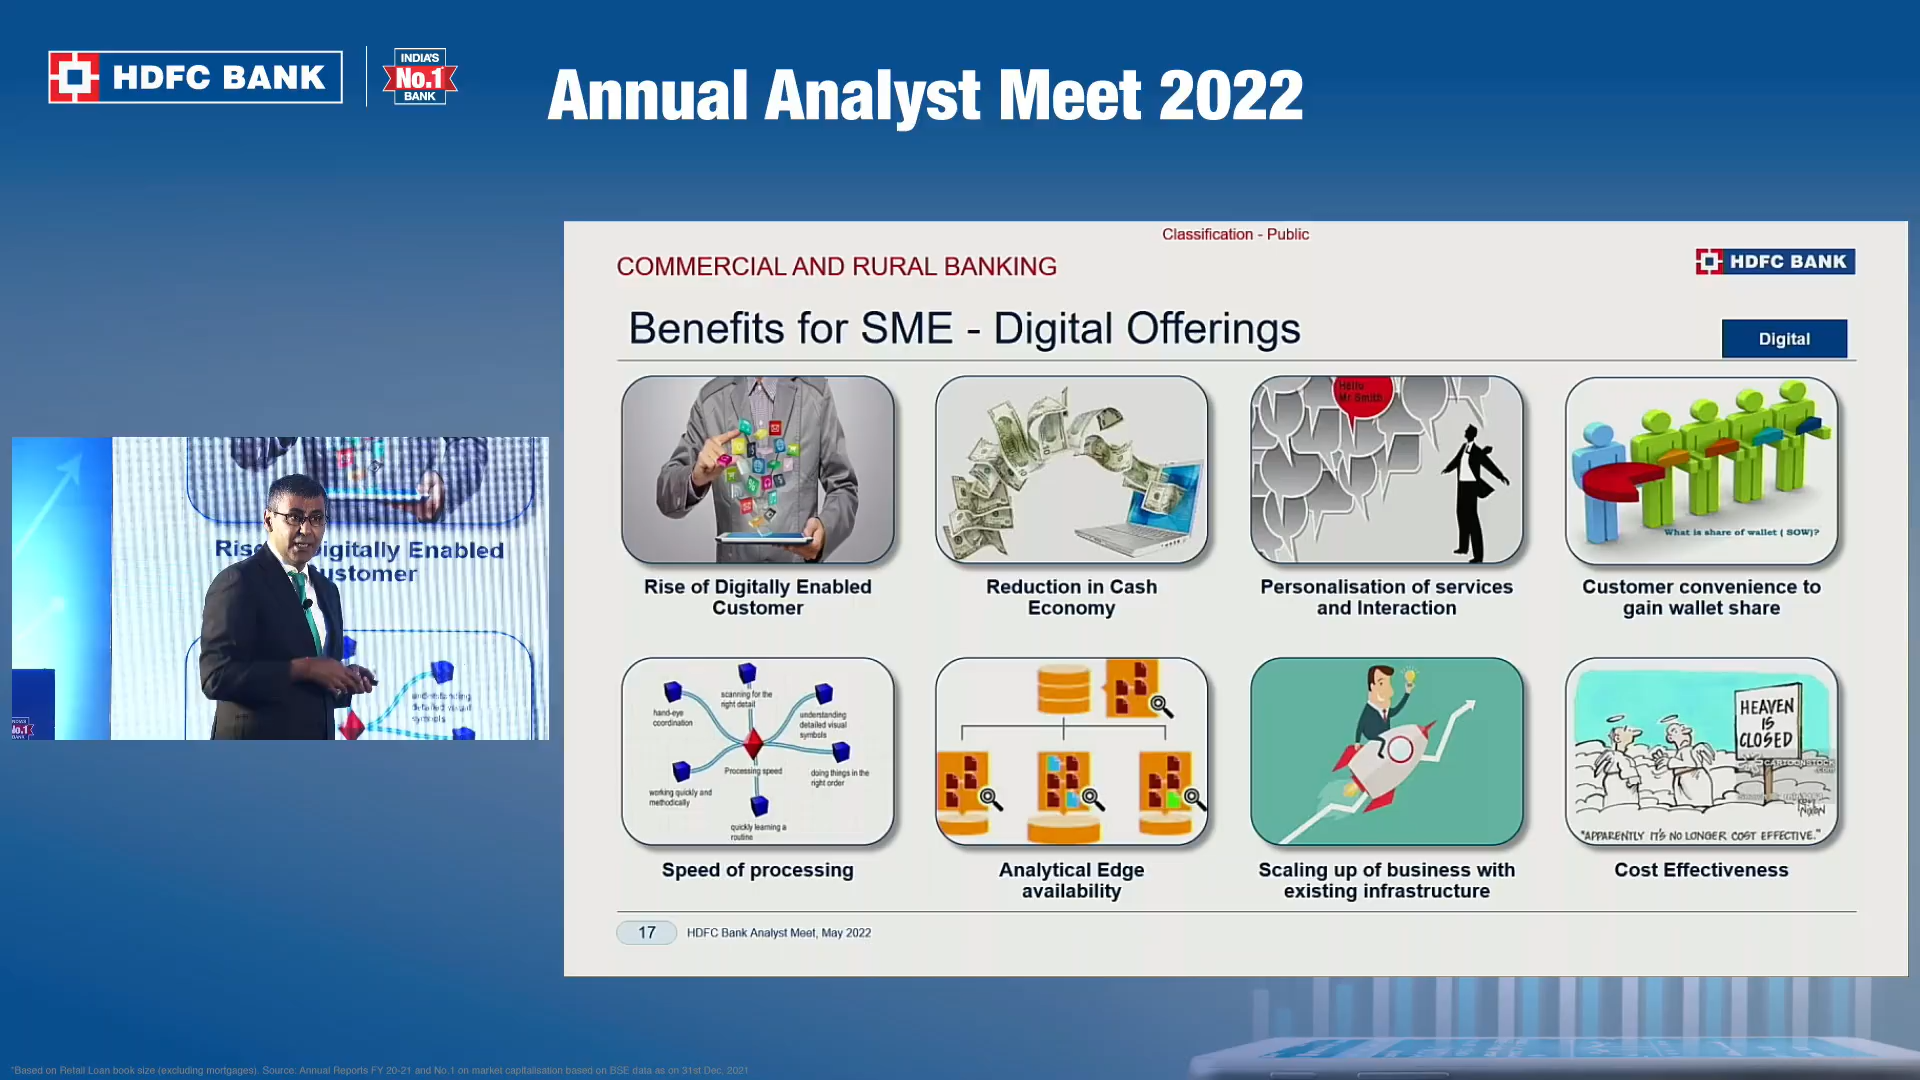 HDFC BANK
INDIA'S
No.1
BANK
Annual Analyst Meet 2022
Classification - Public
COMMERCIAL AND RURAL BANKING
HDFC BANK
Benefits for SME - Digital Offerings
Digital
Hello
Mr Smith
What is share of wallet ( SOW)?
Rise of Digitally Enabled
Customer
Reduction in Cash
Economy
Personalisation of services
and Interaction
Customer convenience to
gain wallet share
scanning for the
right detail
hand-eye
coordination
understanding
detailed visual
symbols
Processing speed
doing things in the
right order
working quickly and
methodically
quickly learning a
routine
HEAVEN
IS
CLOSED
CARTOONSTOCK
.com
"APPARENTLY IT'S NO LONGER COST EFFECTIVE."
Speed of processing
Analytical Edge
availability
Scaling up of business with
existing infrastructure
Cost Effectiveness
17
HDFC Bank Analyst Meet, May 2022
igitally Enabled
ustomer
understanding
detailed visual
symbols
*Based on Retail Loan book size (excluding mortgages). Source: Annual Reports FY 20-21 and No.1 on market capitalisation based on BSE data as on 31st Dec, 2021